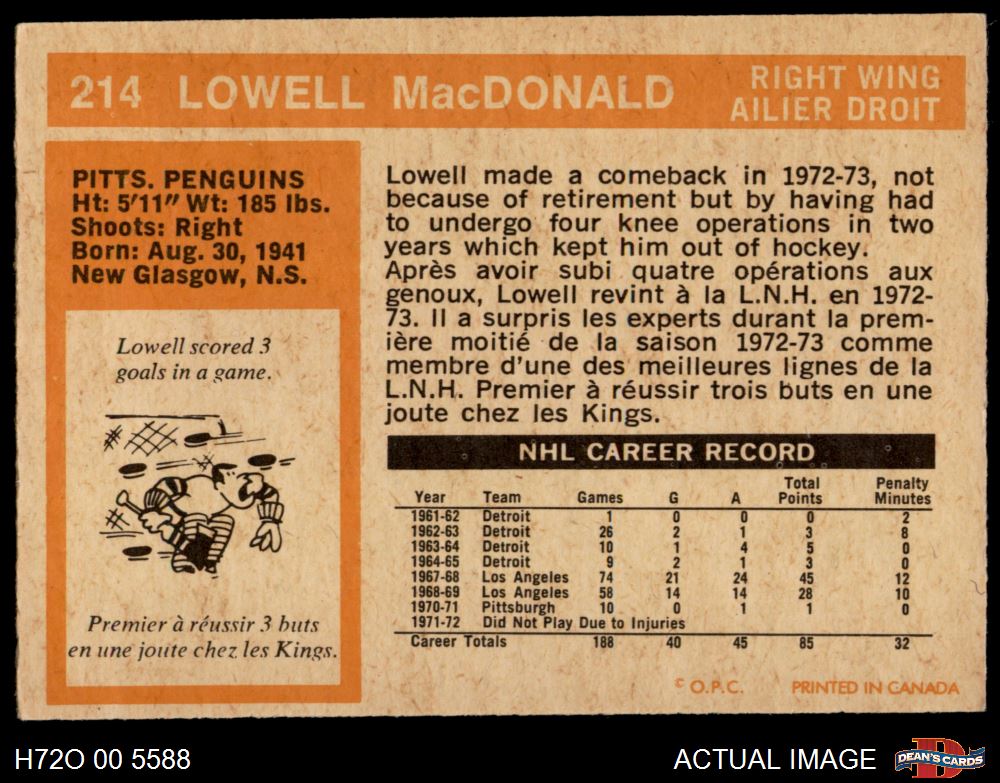 214 LOWELL MacDONALD
RIGHT WING
AILIER DROIT
PITTS. PENGUINS
Ht: 5'11" Wt: 185 lbs.
Shoots: Right
Born: Aug. 30, 1941
New Glasgow, N.S.
Lowell scored 3
goals in a game.
Premier à réussir 3 buts
en une joute chez les Kings.
Lowell made a comeback in 1972-73, not
because of retirement but by having had
to undergo four knee operations in two
years which kept him out of hockey.
Après avoir subi quatre opérations aux
genoux, Lowell revint à la L.N.H. en 1972-
73. Il a surpris les experts durant la prem-
ière moitié de la saison 1972-73 comme
membre d'une des meilleures lignes de la
L.N.H. Premier à réussir trois buts en une
joute chez les Kings.
NHL CAREER RECORD
Year Team Games G A Total Points Penalty Minutes
1961-62 Detroit 1 0 0 0 2
1962-63 Detroit 26 2 1 3 8
1963-64 Detroit 10 1 4 5 0
1964-65 Detroit 9 2 1 3 0
1967-68 Los Angeles 74 21 24 45 12
1968-69 Los Angeles 58 14 14 28 10
1970-71 Pittsburgh 10 0 1 1 0
1971-72 Did Not Play Due to Injuries
Career Totals 188 40 45 85 32
© O.P.C. PRINTED IN CANADA
H72O 00 5588
ACTUAL IMAGE
D
DEAN'S CARDS